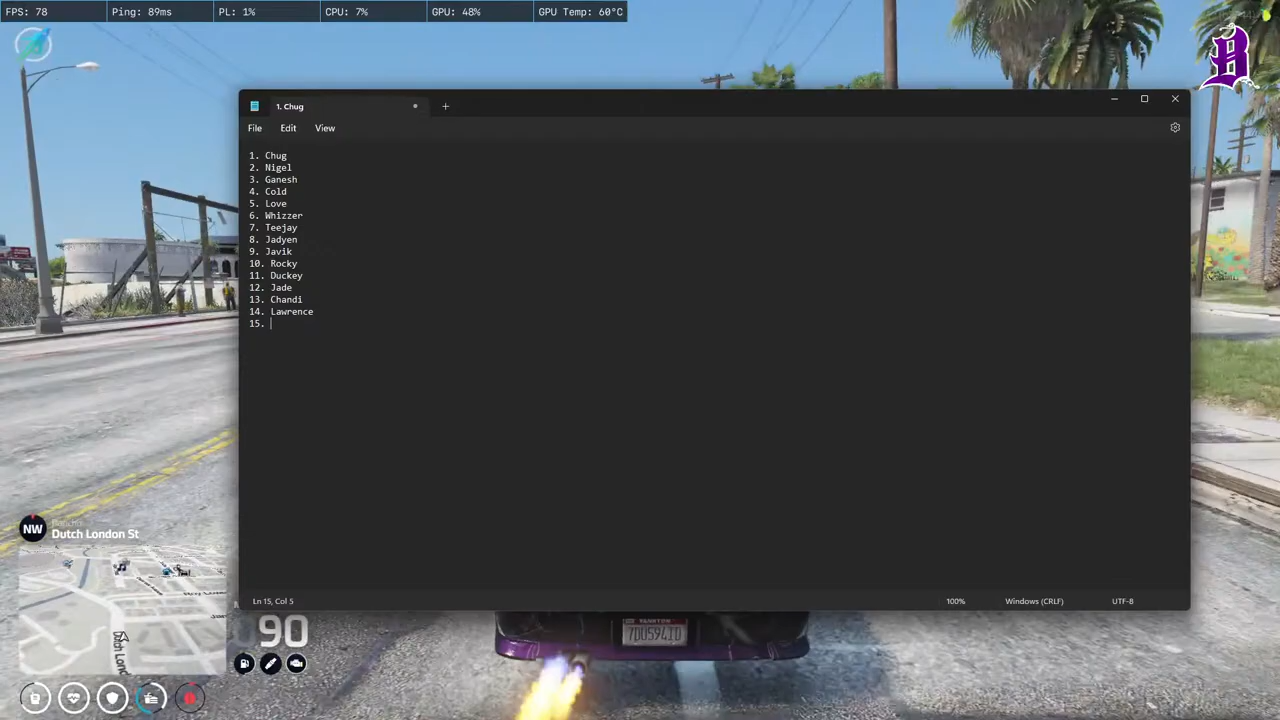 FPS: 78 Ping: 89ms PL: 1% CPU: 7% GPU: 48% GPU Temp: 60°C
1. Chug
File Edit View
1. Chug
2. Nigel
3. Ganesh
4. Cold
5. Love
6. Whizzer
7. Teejay
8. Jadyen
9. Javik
10. Rocky
11. Duckey
12. Jade
13. Chandi
14. Lawrence
15.
NW
Dutch London St
Ln 15, Col 5 100% Windows (CRLF) UTF-8
90